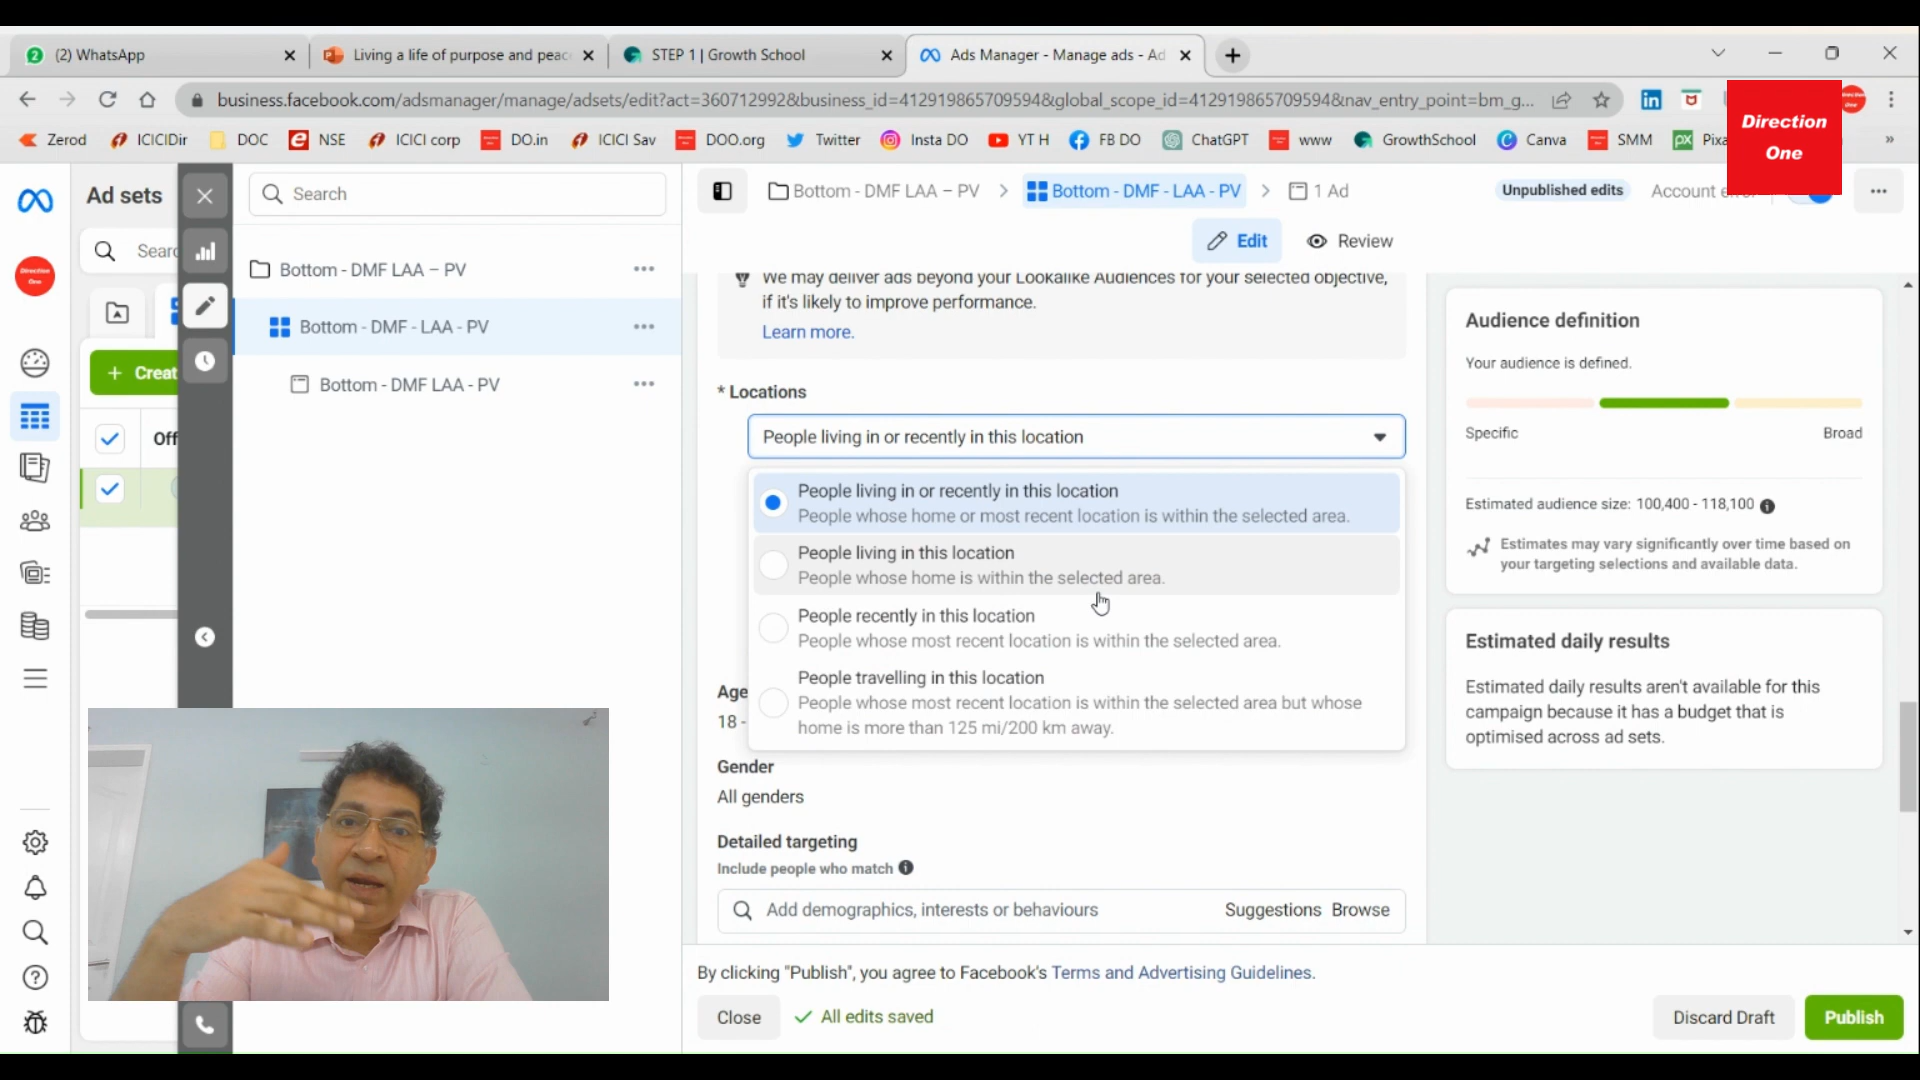 2
(2) WhatsApp
Living a life of purpose and peac
STEP 1 | Growth School
Ads Manager - Manage ads - Ad
business.facebook.com/adsmanager/manage/adsets/edit?act=360712992&business_id=412919865709594&global_scope_id=412919865709594&nav_entry_point=bm_g...
Zerod
ICICIDir
DOC
NSE
ICICI corp
DO.in
ICICI Sav
DOO.org
Twitter
Insta DO
YT H
FB DO
ChatGPT
www
GrowthSchool
Canva
SMM
Pixa
Direction
One
Ad sets
Search
Bottom - DMF LAA – PV
Bottom - DMF - LAA - PV
1 Ad
Unpublished edits
Account error
Edit
Review
Sear
Bottom - DMF LAA – PV
Bottom - DMF - LAA - PV
Bottom - DMF LAA - PV
+ Creat
Off
We may deliver ads beyond your Lookalike Audiences for your selected objective,
if it's likely to improve performance.
Learn more.
* Locations
People living in or recently in this location
People living in or recently in this location
People whose home or most recent location is within the selected area.
People living in this location
People whose home is within the selected area.
People recently in this location
People whose most recent location is within the selected area.
People travelling in this location
People whose most recent location is within the selected area but whose
home is more than 125 mi/200 km away.
Age
18 -
Gender
All genders
Detailed targeting
Include people who match
Add demographics, interests or behaviours
Suggestions
Browse
Audience definition
Your audience is defined.
Specific
Broad
Estimated audience size: 100,400 - 118,100
Estimates may vary significantly over time based on
your targeting selections and available data.
Estimated daily results
Estimated daily results aren't available for this
campaign because it has a budget that is
optimised across ad sets.
By clicking "Publish", you agree to Facebook's Terms and Advertising Guidelines.
Close
All edits saved
Discard Draft
Publish